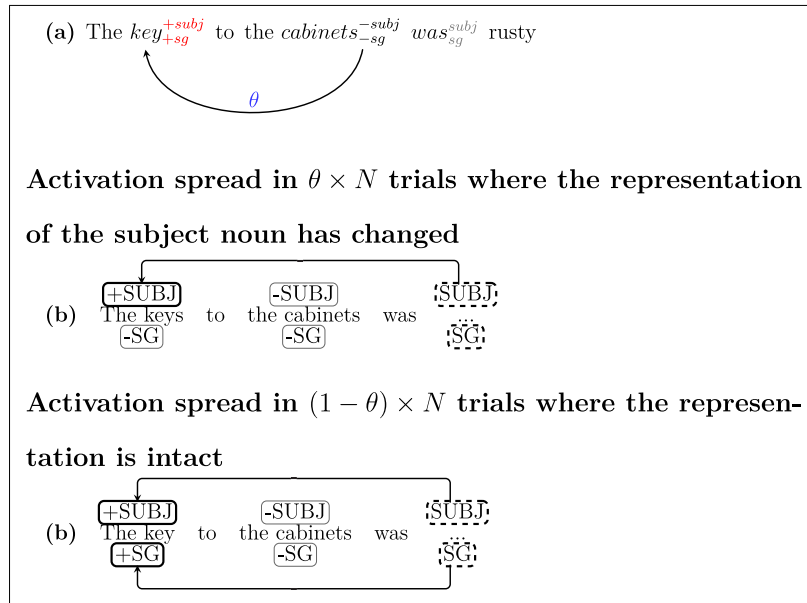 (a) The key+subj+sg to the cabinets−subj−sg was subj sg rusty
θ
Activation spread in θ × N trials where the representation
of the subject noun has changed
+SUBJ -SUBJ SUBJ
(b) The keys to the cabinets was ...
-SG -SG SG
Activation spread in (1 − θ) × N trials where the represen-
tation is intact
+SUBJ -SUBJ SUBJ
(b) The key to the cabinets was ...
+SG -SG SG